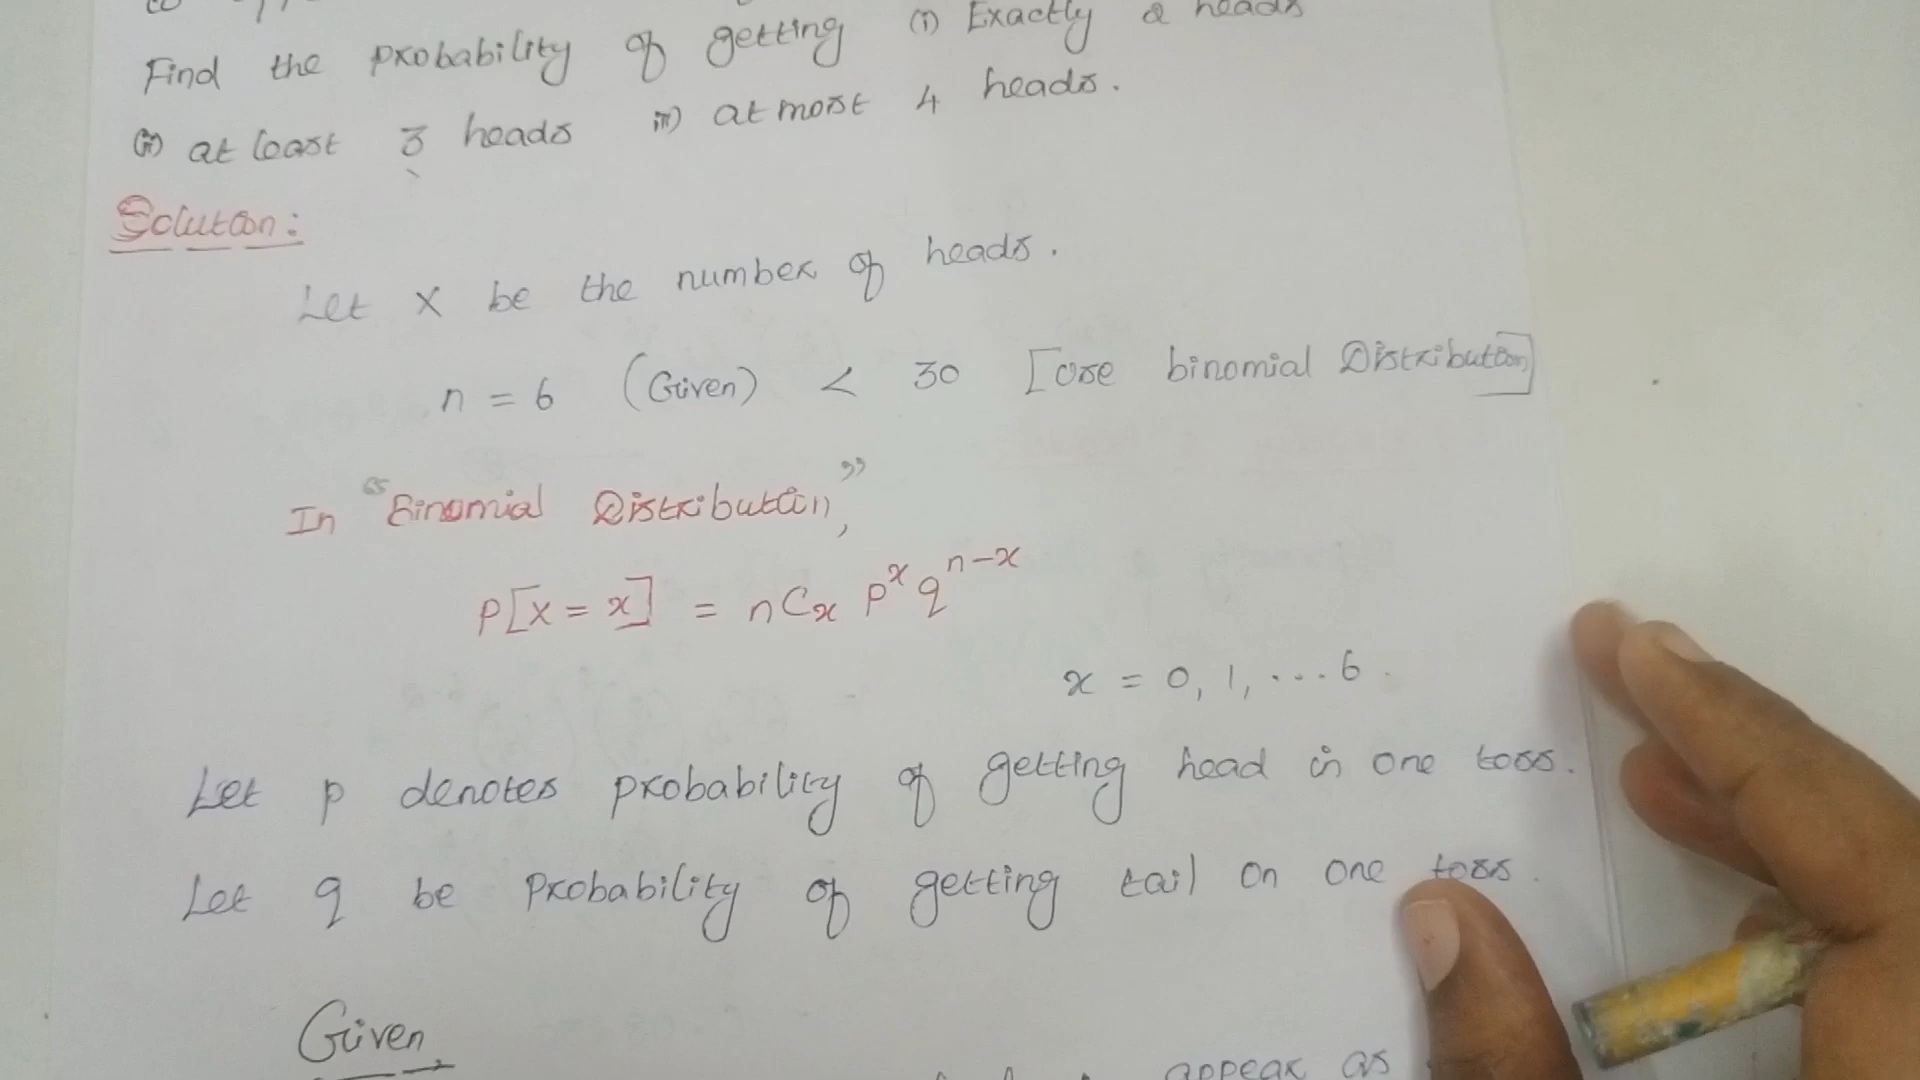 Find the probability of getting (i) Exactly 2 heads
(ii) at least 3 heads iii) at most 4 heads.
Solution:
Let X be the number of heads.
n = 6 (Given) < 30 [use binomial Distribution]
In "Binomial Distribution",
P[X = x] = nCx p^x q^n-x
x = 0, 1, ... 6.
Let p denotes probability of getting head in one toss.
Let q be Probability of getting tail on one toss.
Given
appear as